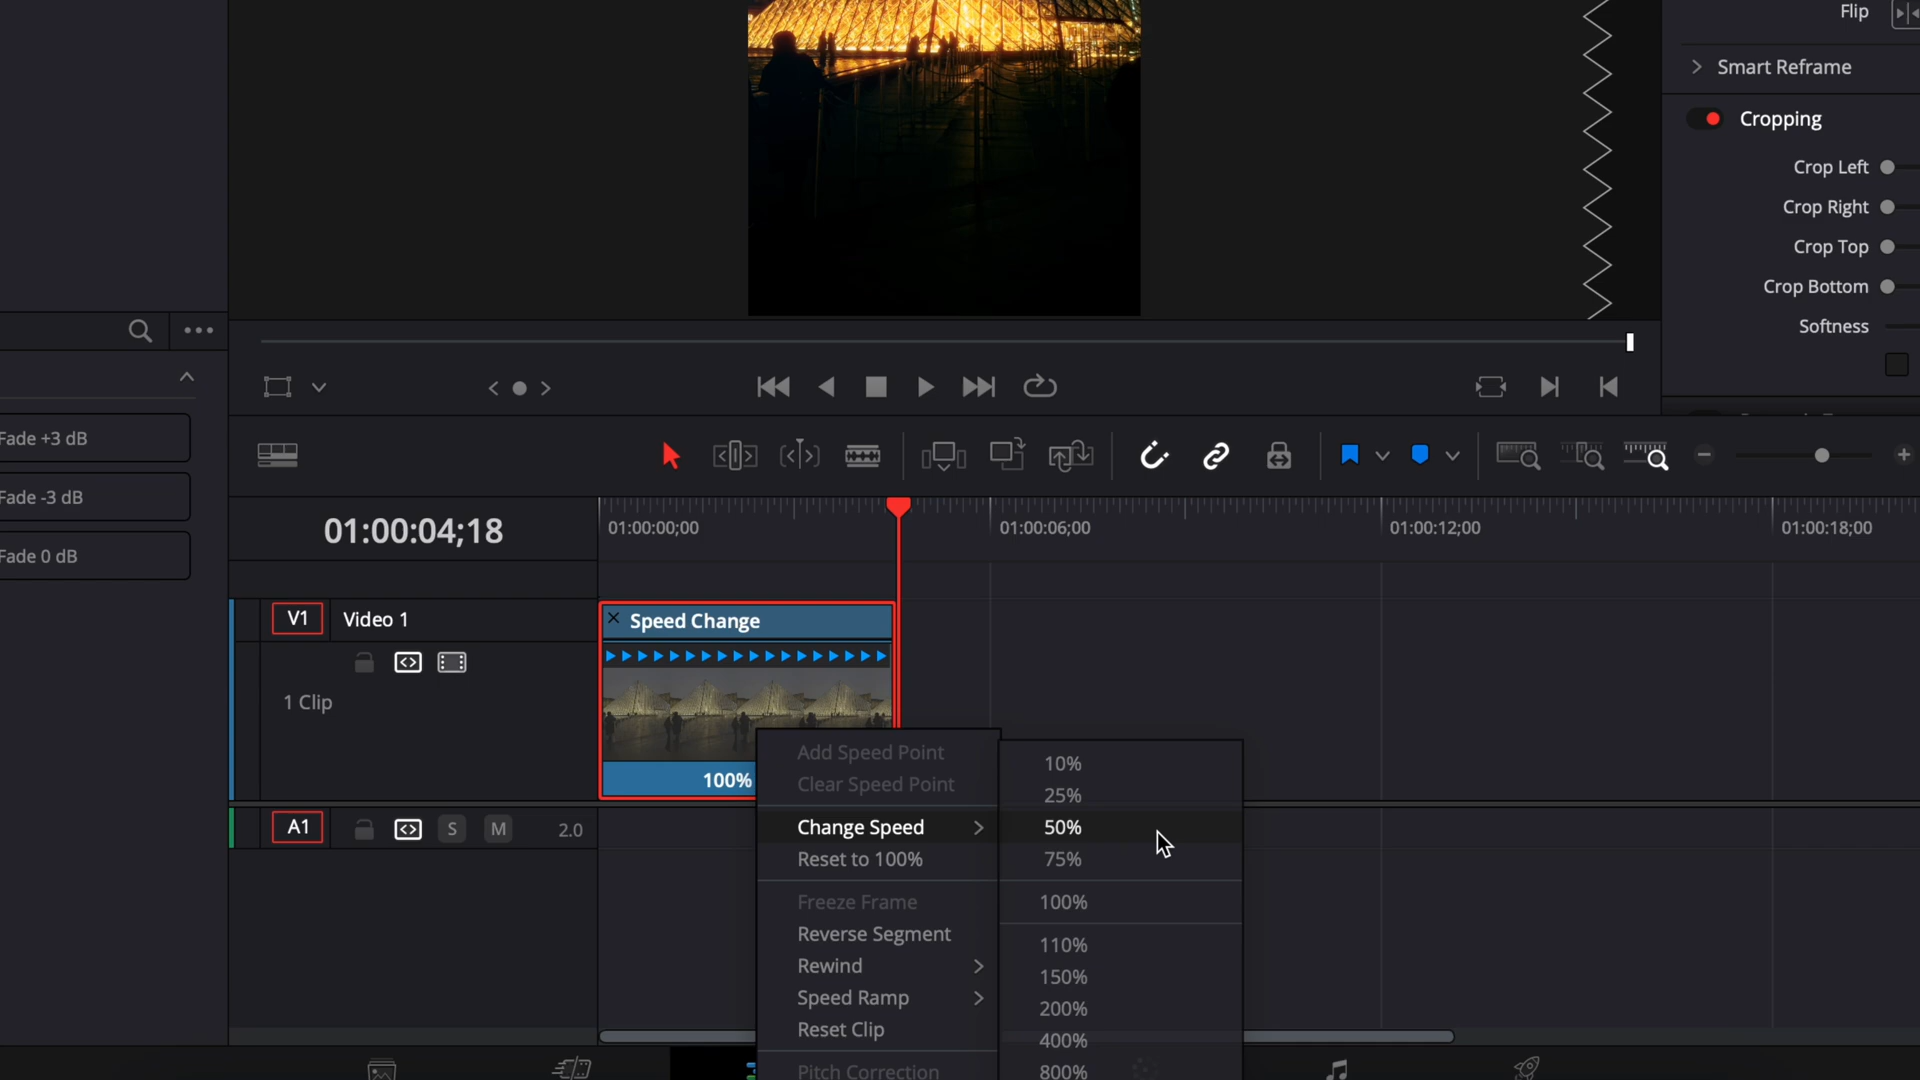 Flip
Smart Reframe
Cropping
Crop Left
Crop Right
Crop Top
Crop Bottom
Softness
Fade +3 dB
Fade -3 dB
Fade 0 dB
01:00:04;18
01:00:00;00
01:00:06;00
01:00:12;00
01:00:18;00
V1
Video 1
Speed Change
1 Clip
100%
A1
S
M
2.0
Add Speed Point
Clear Speed Point
Change Speed
Reset to 100%
Freeze Frame
Reverse Segment
Rewind
Speed Ramp
Reset Clip
Pitch Correction
10%
25%
50%
75%
100%
110%
150%
200%
400%
800%